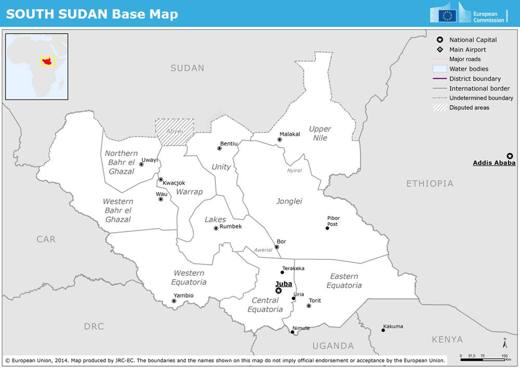 SOUTH SUDAN Base Map
European
Commission
National Capital
Main Airport
Major roads
Water bodies
District boundary
International border
Undetermined boundary
Disputed areas
SUDAN
Abyei
Malakal
Upper
Nile
Bentiu
Northern
Bahr el
Ghazal
Uwayl
Unity
Nyirol
Addis Ababa
Kwacjok
Warrap
ETHIOPIA
Wau
Western
Bahr el
Ghazal
Jonglei
Lakes
Rumbek
Pibor
Post
CAR
Bor
Awerial
Terakeka
Western
Equatoria
Eastern
Equatoria
Juba
Yambio
Central
Equatoria
Liria
Torit
DRC
Nimule
Kakuma
UGANDA
KENYA
© European Union, 2014. Map produced by JRC-EC. The boundaries and the names shown on this map do not imply official endorsement or acceptance by the European Union.